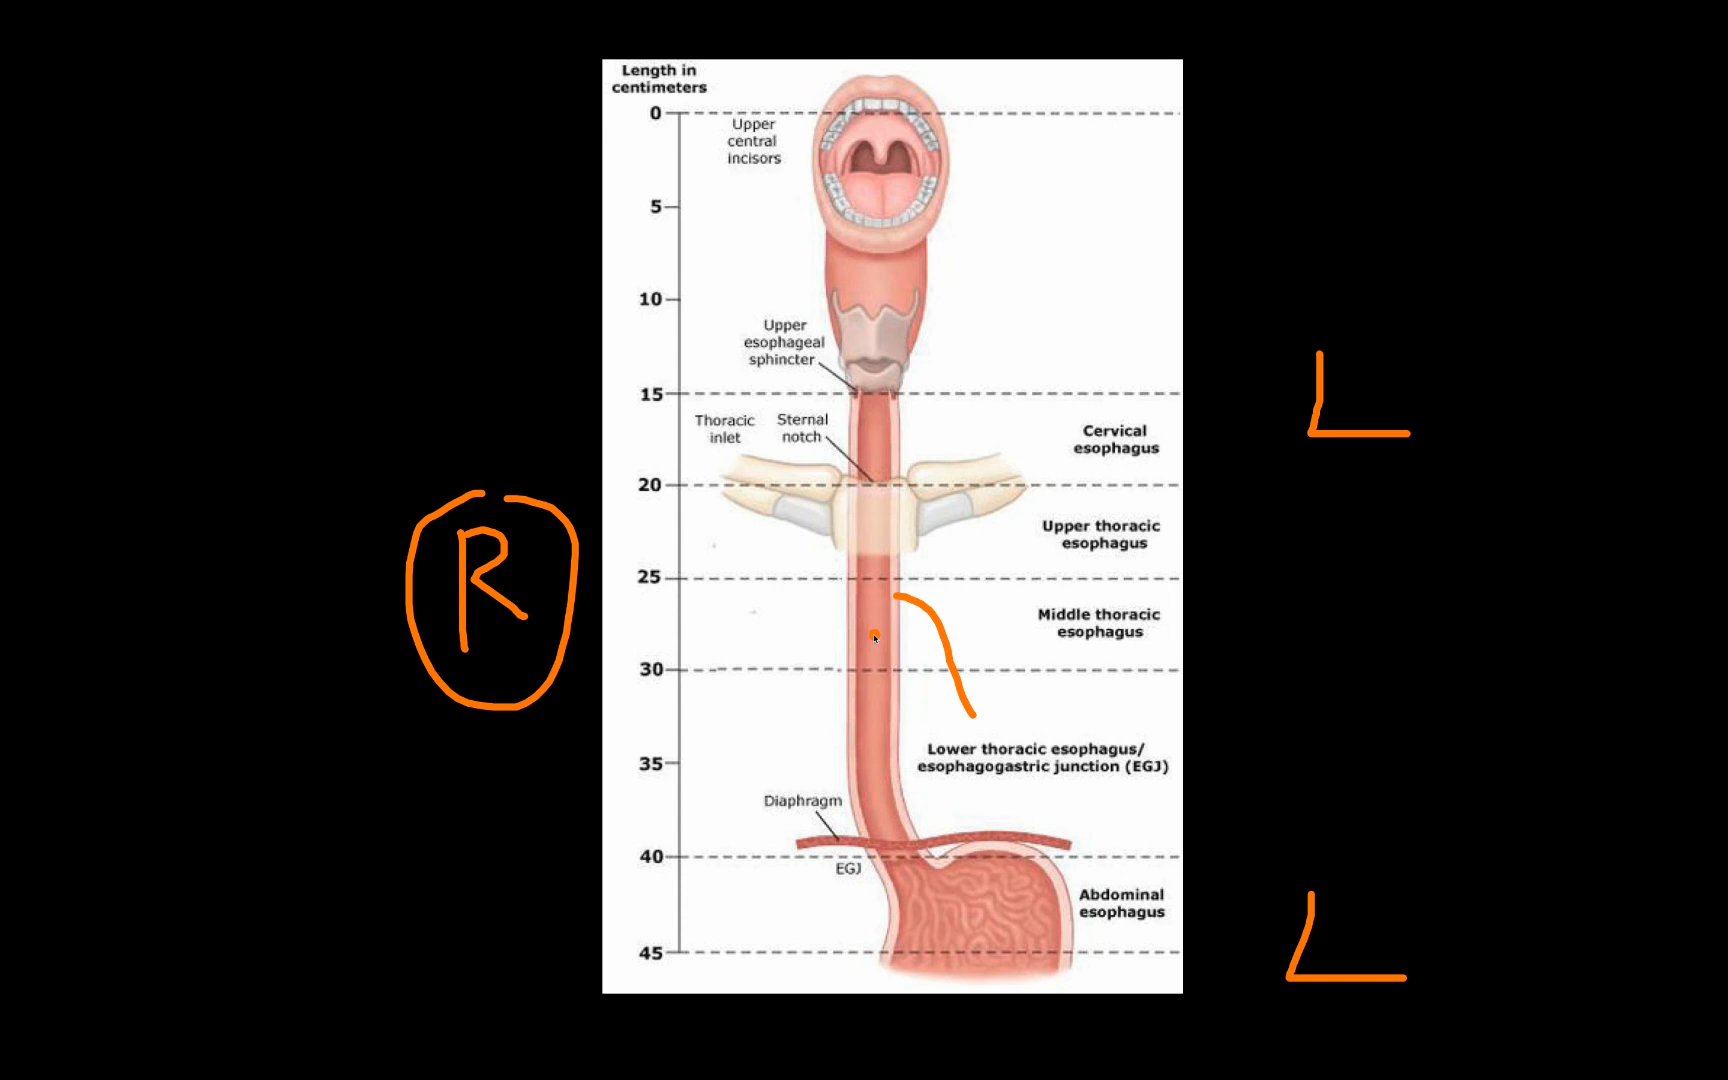 Length in
centimeters
0
Upper
central
incisors
5
10
Upper
esophageal
sphincter
15
Thoracic
inlet
Sternal
notch
Cervical
esophagus
L
20
R
Upper thoracic
esophagus
25
Middle thoracic
esophagus
30
Lower thoracic esophagus/
esophagogastric junction (EGJ)
35
Diaphragm
40
EGJ
Abdominal
esophagus
L
45